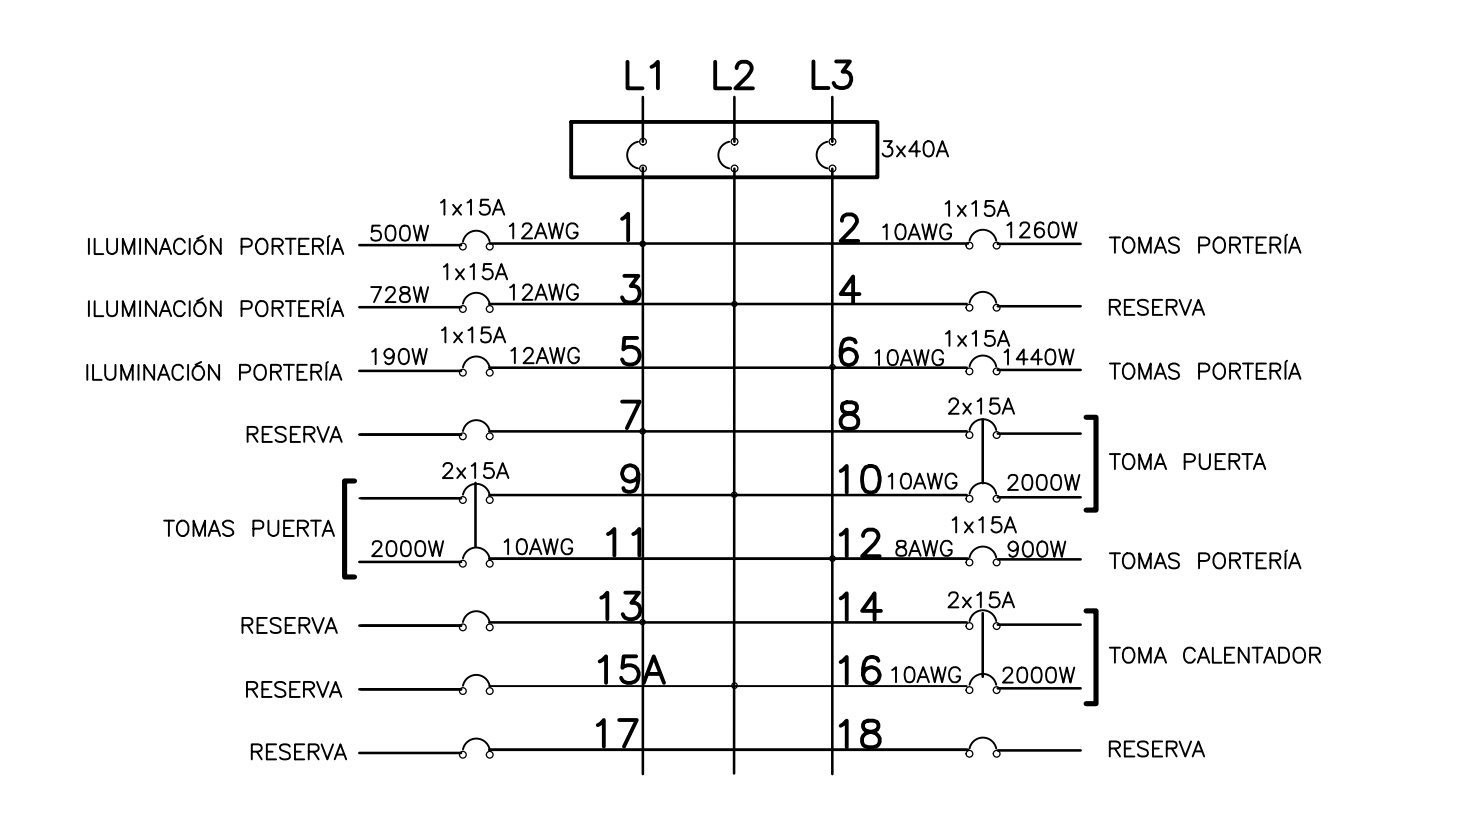 L1 L2 L3
3x40A
ILUMINACIÓN PORTERÍA 500W 1x15A 12AWG 1 2 10AWG 1x15A 1260W TOMAS PORTERÍA
ILUMINACIÓN PORTERÍA 728W 1x15A 12AWG 3 4 RESERVA
ILUMINACIÓN PORTERÍA 190W 1x15A 12AWG 5 6 10AWG 1x15A 1440W TOMAS PORTERÍA
RESERVA 7 8 2x15A
TOMA PUERTA
2x15A 9 10 10AWG 2000W
TOMAS PUERTA
2000W 10AWG 11 12 8AWG 1x15A 900W TOMAS PORTERÍA
RESERVA 13 14 2x15A
TOMA CALENTADOR
RESERVA 15A 16 10AWG 2000W
RESERVA 17 18 RESERVA